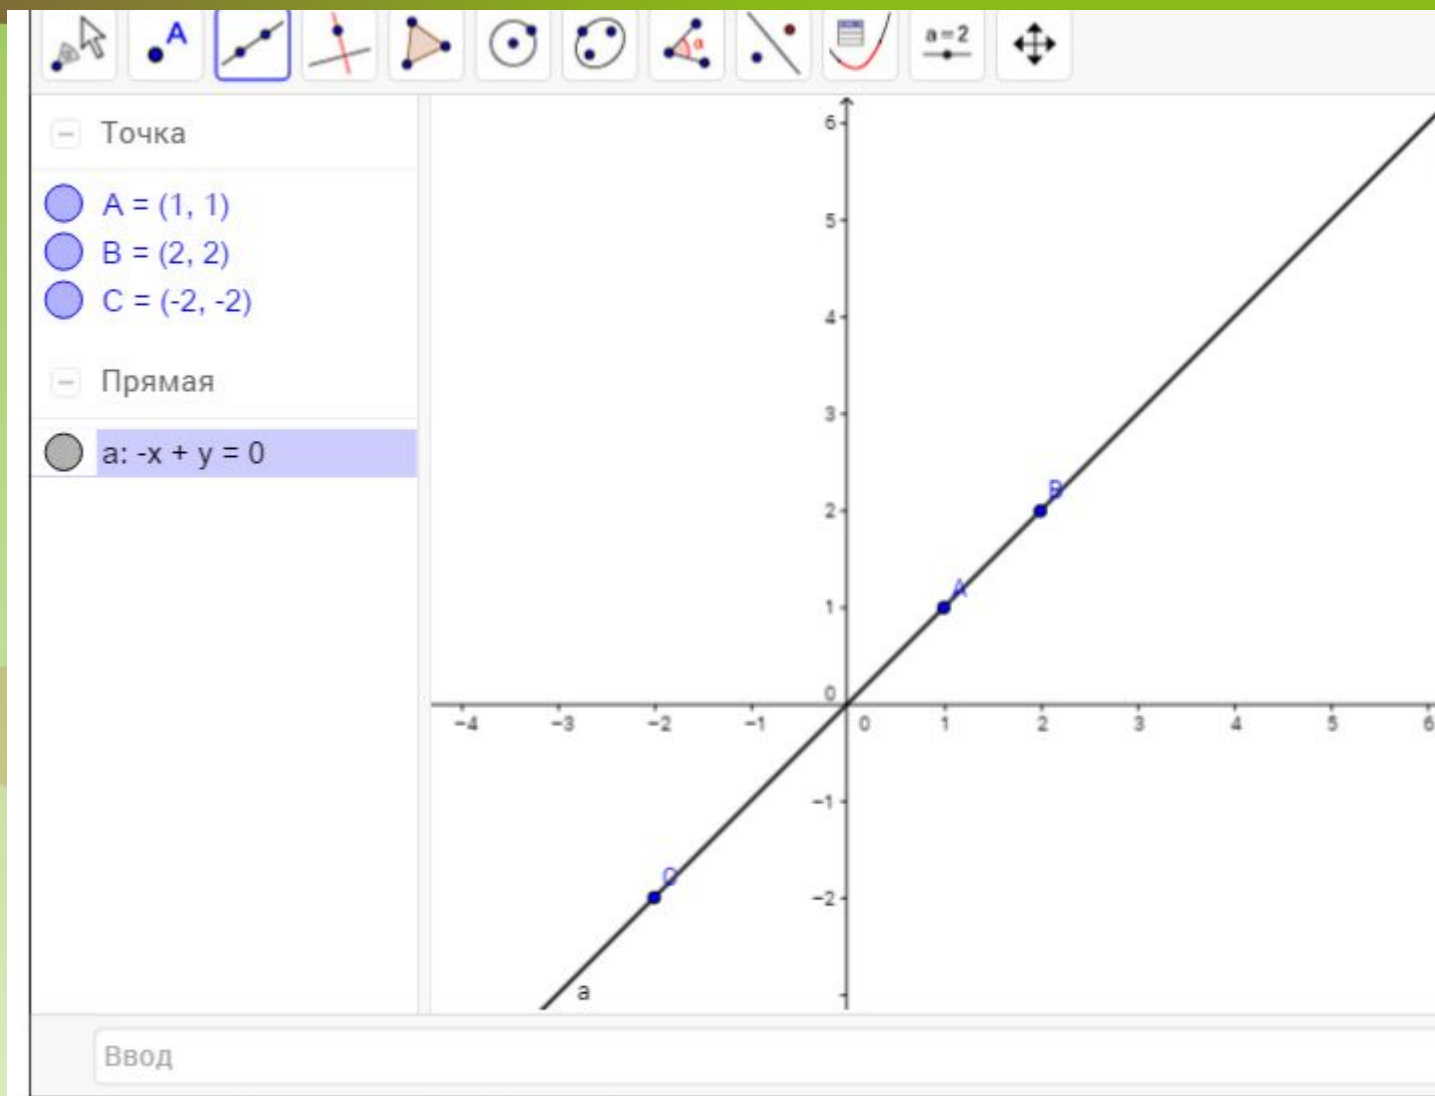 A
α
a=2
Точка
A = (1, 1)
B = (2, 2)
C = (-2, -2)
Прямая
a: -x + y = 0
6
5
4
3
B
2
A
1
0
-4 -3 -2 -1 0 1 2 3 4 5 6
-1
C
-2
a
Ввод